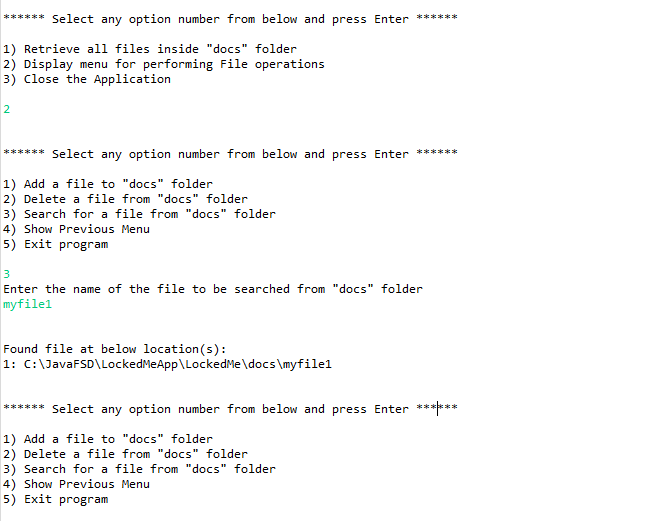 ****** Select any option number from below and press Enter ******
1) Retrieve all files inside "docs" folder
2) Display menu for performing File operations
3) Close the Application
2
****** Select any option number from below and press Enter ******
1) Add a file to "docs" folder
2) Delete a file from "docs" folder
3) Search for a file from "docs" folder
4) Show Previous Menu
5) Exit program
3
Enter the name of the file to be searched from "docs" folder
myfile1
Found file at below location(s):
1: C:\JavaFSD\LockedMeApp\LockedMe\docs\myfile1
****** Select any option number from below and press Enter ******
1) Add a file to "docs" folder
2) Delete a file from "docs" folder
3) Search for a file from "docs" folder
4) Show Previous Menu
5) Exit program